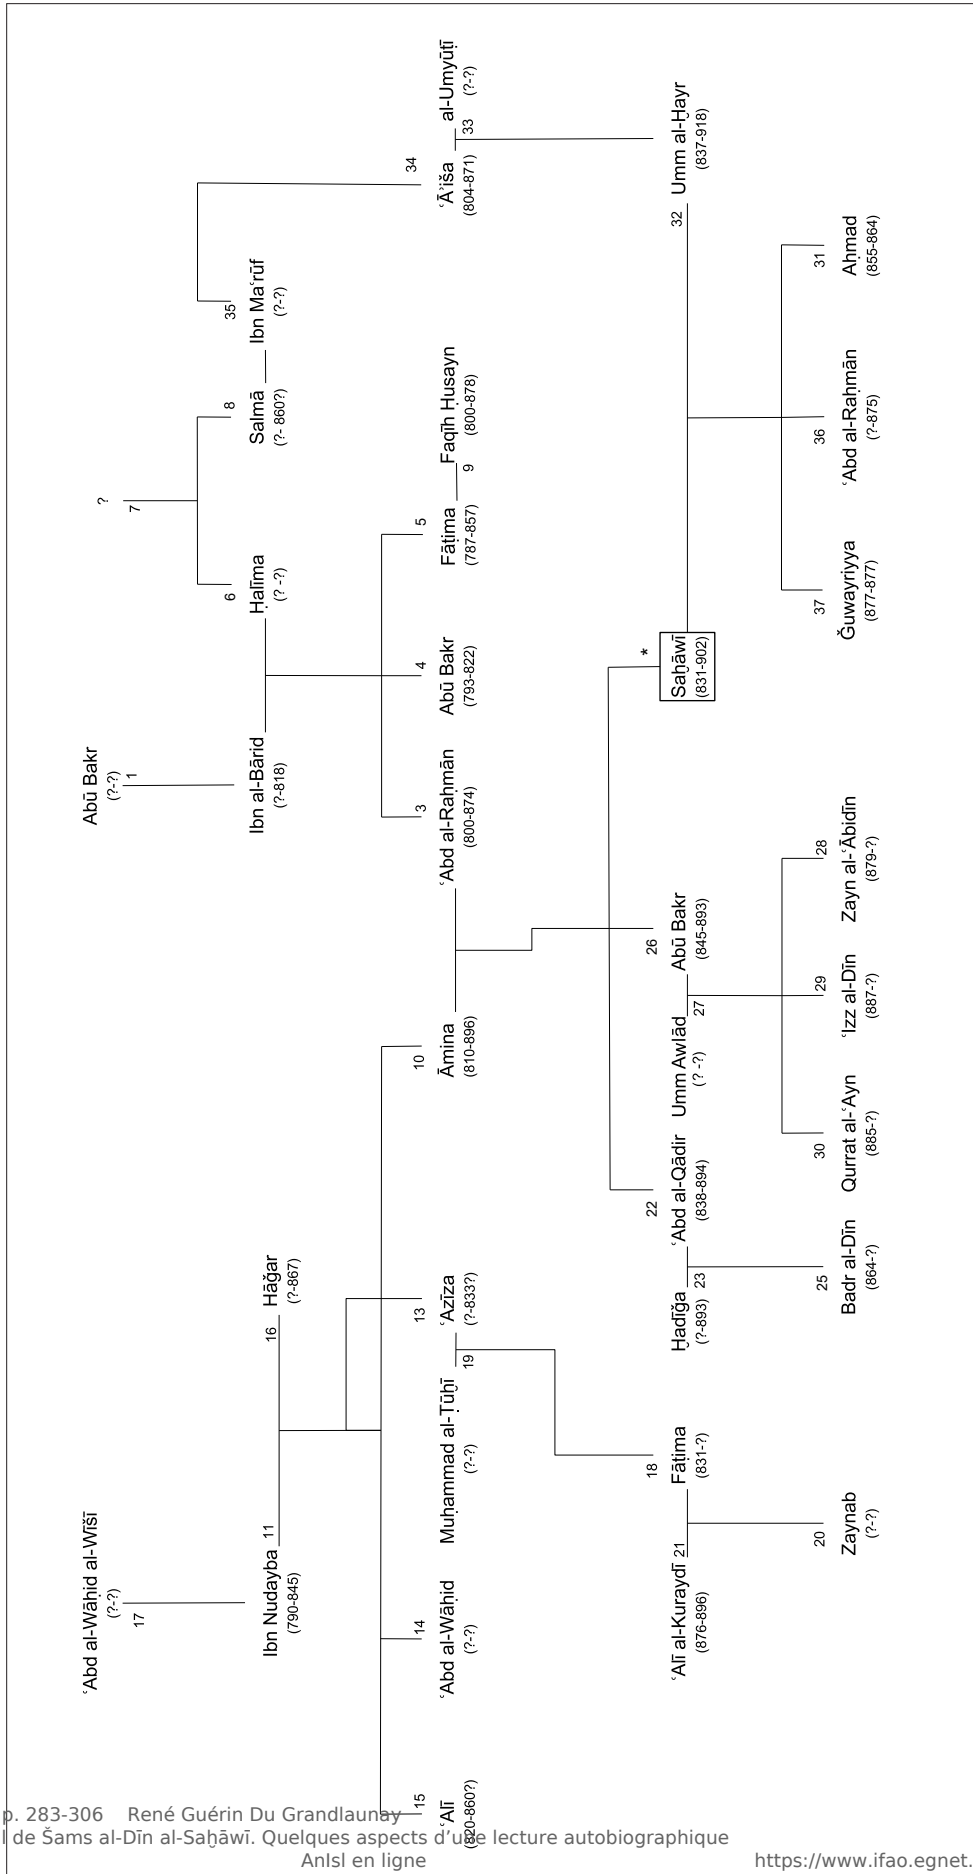 ʿAbd al-Wāḥid al-Wīšī
(?-?)
17
Abū Bakr
(?-?)
1
?
7
Ibn Nudayba
(790-845)
11
16
Hāǧar
(?-867)
Ibn al-Bārid
(?-818)
6
Ḥalīma
(? -?)
8
Salmā
(?- 860?)
35
Ibn Maʿrūf
(?-?)
15
ʿAlī
(820-860?)
14
ʿAbd al-Wāḥid
(?-?)
Muḥammad al-Ṭūḫī
(?-?)
19
13
ʿAzīza
(?-833?)
10
Āmina
(810-896)
3
ʿAbd al-Raḥmān
(800-874)
4
Abū Bakr
(793-822)
5
Fāṭima
(787-857)
9
Faqīh Ḥusayn
(800-878)
34
ʿĀʾiša
(804-871)
33
al-Umyūṭī
(?-?)
ʿAlī al-Kuraydī
(876-896)
21
18
Fāṭima
(831-?)
Ḫadīǧa
(?-893)
23
22
ʿAbd al-Qādir
(838-894)
Umm Awlād
(? -?)
27
26
Abū Bakr
(845-893)
*
Saḫāwī
(831-902)
32
Umm al-Ḫayr
(837-918)
20
Zaynab
(?-?)
25
Badr al-Dīn
(864-?)
30
Qurrat al-ʿAyn
(885-?)
29
ʿIzz al-Dīn
(887-?)
28
Zayn al-ʿĀbidīn
(879-?)
37
Ǧuwayriyya
(877-877)
36
ʿAbd al-Raḥmān
(?-875)
31
Aḥmad
(855-864)
p. 283-306 René Guérin Du Grandlaunay
l de Šams al-Dīn al-Saḫāwī. Quelques aspects d'une lecture autobiographique
AnIsl en ligne https://www.ifao.egnet.